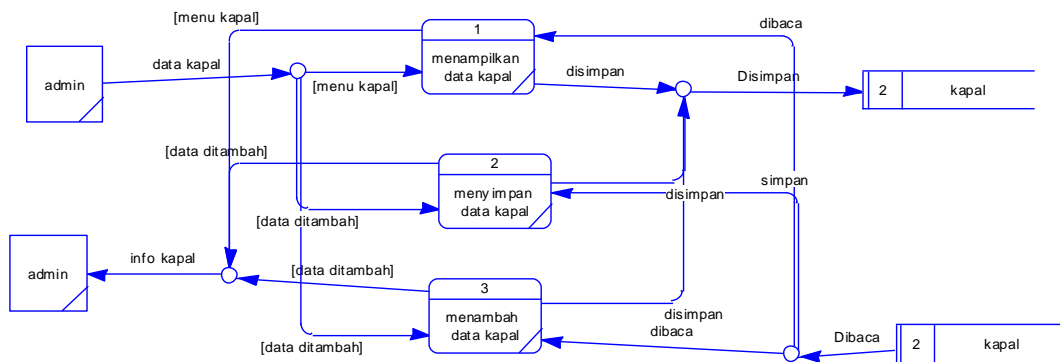 [menu kapal]
1
dibaca
data kapal
menampilkan
data kapal
disimpan
Disimpan
admin
[menu kapal]
2
kapal
[data ditambah]
2
menyimpan
data kapal
simpan
disimpan
[data ditambah]
info kapal
admin
[data ditambah]
3
menambah
data kapal
disimpan
dibaca
[data ditambah]
Dibaca
2
kapal